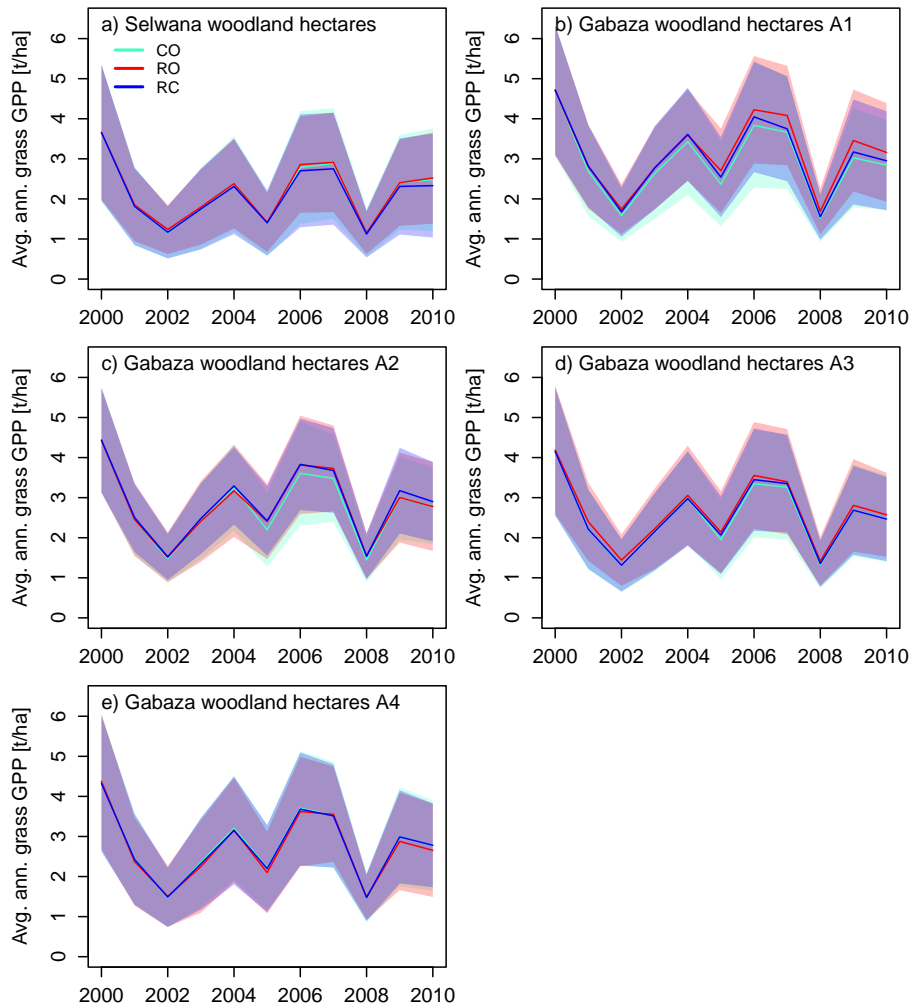 a) Selwana woodland hectares
CO
RO
RC
Avg. ann. grass GPP [t/ha]
0 1 2 3 4 5 6
2000 2002 2004 2006 2008 2010
b) Gabaza woodland hectares A1
Avg. ann. grass GPP [t/ha]
0 1 2 3 4 5 6
2000 2002 2004 2006 2008 2010
c) Gabaza woodland hectares A2
Avg. ann. grass GPP [t/ha]
0 1 2 3 4 5 6
2000 2002 2004 2006 2008 2010
d) Gabaza woodland hectares A3
Avg. ann. grass GPP [t/ha]
0 1 2 3 4 5 6
2000 2002 2004 2006 2008 2010
e) Gabaza woodland hectares A4
Avg. ann. grass GPP [t/ha]
0 1 2 3 4 5 6
2000 2002 2004 2006 2008 2010